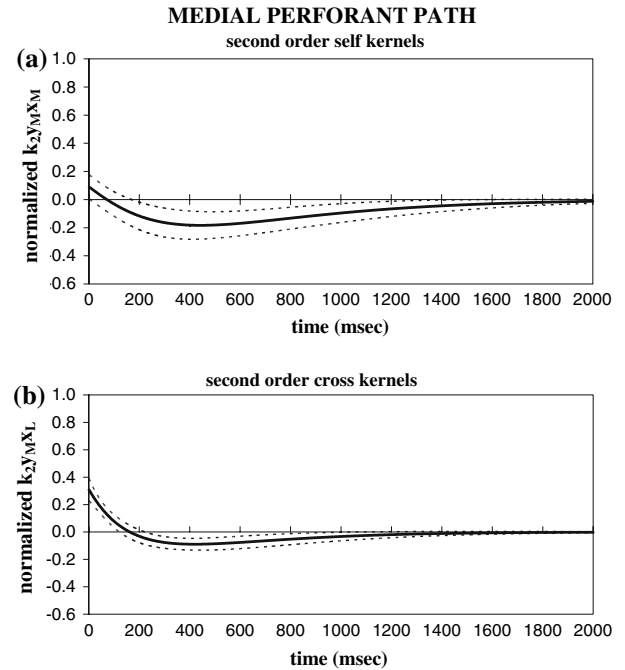 MEDIAL PERFORANT PATH
second order self kernels
(a)
normalized k2yMxM
1.0
0.8
0.6
0.4
0.2
0.0
-0.2
-0.4
-0.6
0 200 400 600 800 1000 1200 1400 1600 1800 2000
time (msec)
second order cross kernels
(b)
normalized k2yMxL
1.0
0.8
0.6
0.4
0.2
0.0
-0.2
-0.4
-0.6
0 200 400 600 800 1000 1200 1400 1600 1800 2000
time (msec)